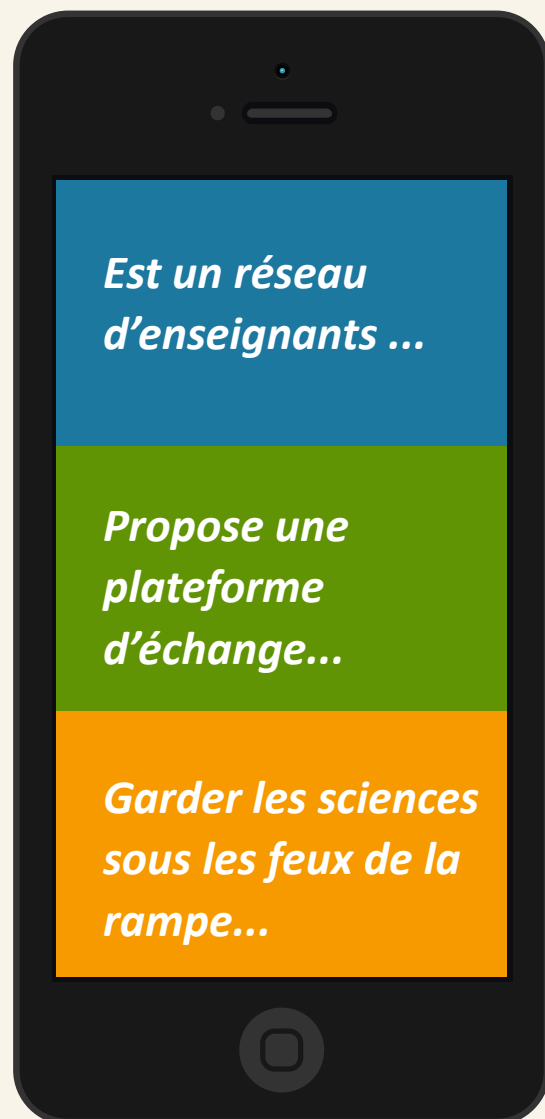 Est un réseau
d’enseignants ...
Propose une
plateforme
d’échange...
Garder les sciences
sous les feux de la
rampe...